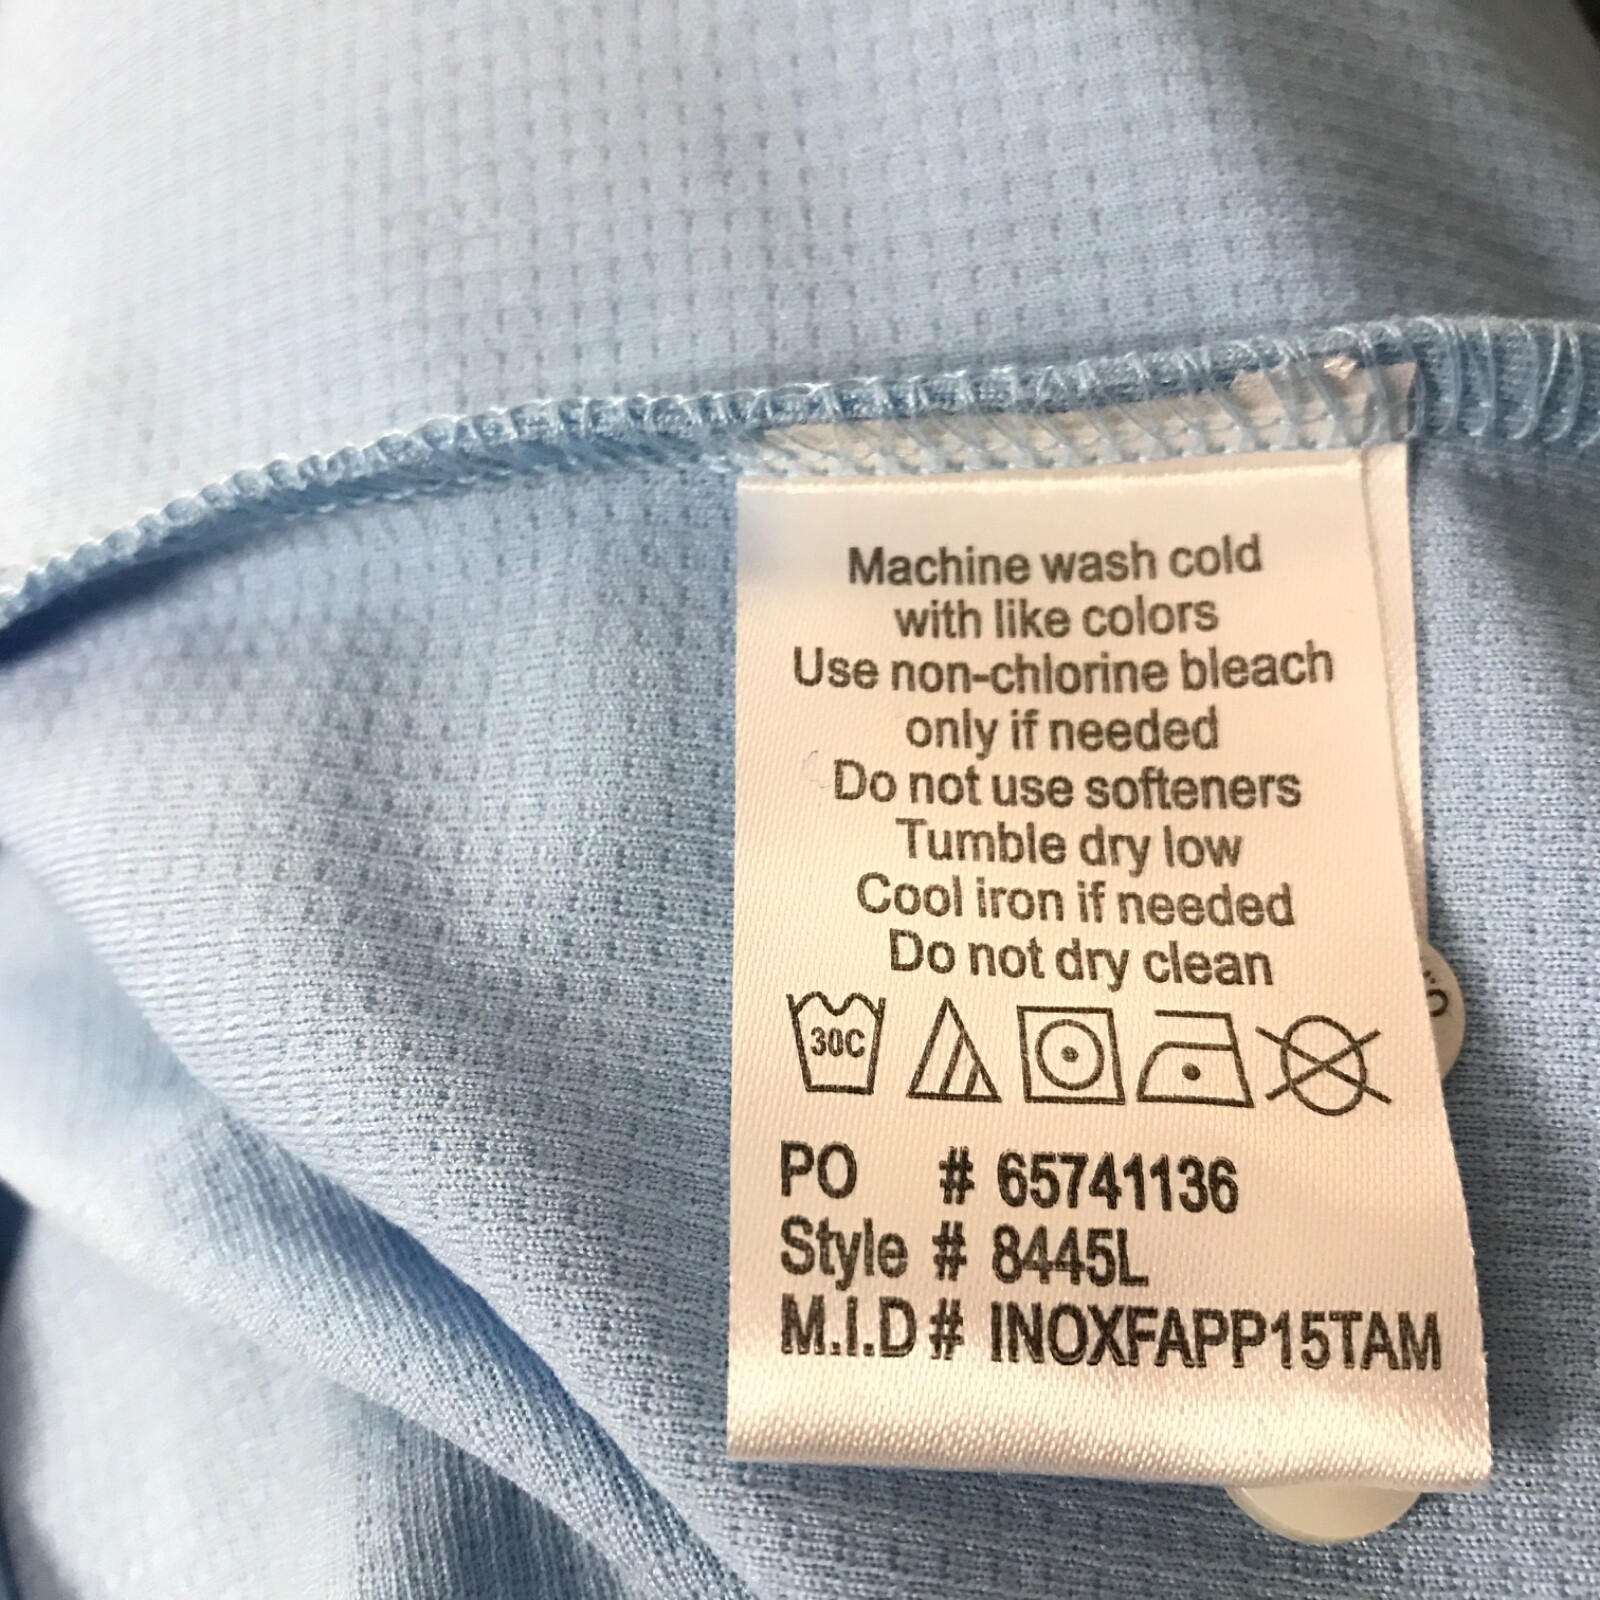 Machine wash cold
with like colors
Use non-chlorine bleach
only if needed
Do not use softeners
Tumble dry low
Cool iron if needed
Do not dry clean
30C
PO # 65741136
Style # 8445L
M.I.D # INOXFAPP15TAM